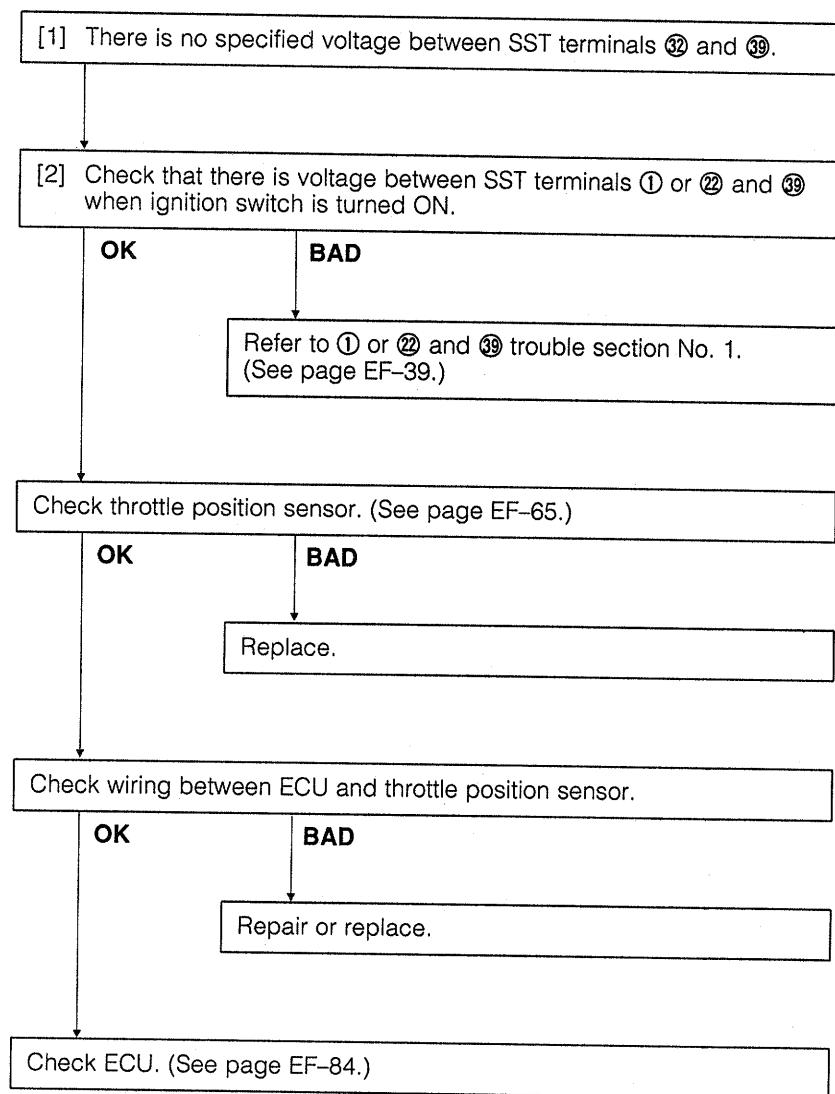 [1] There is no specified voltage between SST terminals ㉜ and ㊴.
[2] Check that there is voltage between SST terminals ① or ㉒ and ㊴
when ignition switch is turned ON.
OK BAD
Refer to ① or ㉒ and ㊴ trouble section No. 1.
(See page EF–39.)
Check throttle position sensor. (See page EF–65.)
OK BAD
Replace.
Check wiring between ECU and throttle position sensor.
OK BAD
Repair or replace.
Check ECU. (See page EF–84.)